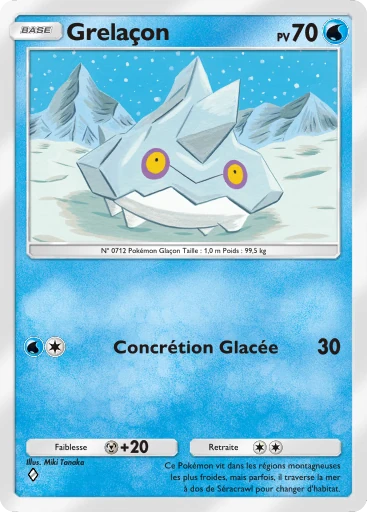 BASE Grelaçon PV 70
N° 0712 Pokémon Glaçon Taille : 1,0 m Poids : 99,5 kg
Concrétion Glacée 30
Faiblesse +20 Retraite
Illus. Miki Tanaka
Ce Pokémon vit dans les régions montagneuses
les plus froides, mais parfois, il traverse la mer
à dos de Séracrawl pour changer d'habitat.